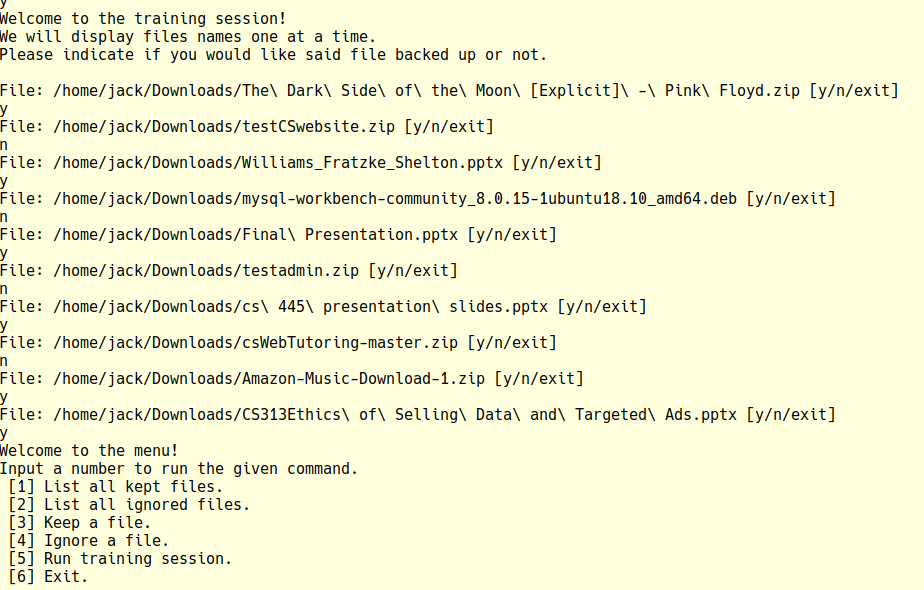 y
Welcome to the training session!
We will display files names one at a time.
Please indicate if you would like said file backed up or not.
File: /home/jack/Downloads/The\ Dark\ Side\ of\ the\ Moon\ [Explicit]\ -\ Pink\ Floyd.zip [y/n/exit]
y
File: /home/jack/Downloads/testCSwebsite.zip [y/n/exit]
n
File: /home/jack/Downloads/Williams_Fratzke_Shelton.pptx [y/n/exit]
y
File: /home/jack/Downloads/mysql-workbench-community_8.0.15-1ubuntu18.10_amd64.deb [y/n/exit]
n
File: /home/jack/Downloads/Final\ Presentation.pptx [y/n/exit]
y
File: /home/jack/Downloads/testadmin.zip [y/n/exit]
n
File: /home/jack/Downloads/cs\ 445\ presentation\ slides.pptx [y/n/exit]
y
File: /home/jack/Downloads/csWebTutoring-master.zip [y/n/exit]
n
File: /home/jack/Downloads/Amazon-Music-Download-1.zip [y/n/exit]
y
File: /home/jack/Downloads/CS313Ethics\ of\ Selling\ Data\ and\ Targeted\ Ads.pptx [y/n/exit]
y
Welcome to the menu!
Input a number to run the given command.
[1] List all kept files.
[2] List all ignored files.
[3] Keep a file.
[4] Ignore a file.
[5] Run training session.
[6] Exit.